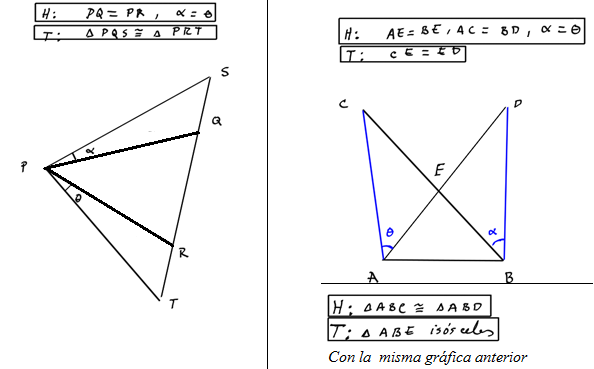 H: PQ = PR , α = θ
T: △ PQS ≅ △ PRT
S
Q
α
P
θ
R
T
H: AE = BE , AC = BD , α = θ
T: CE = ED
C
D
E
θ
α
A
B
H: △ ABC ≅ △ ABD
T: △ ABE isósceles
Con la misma gráfica anterior